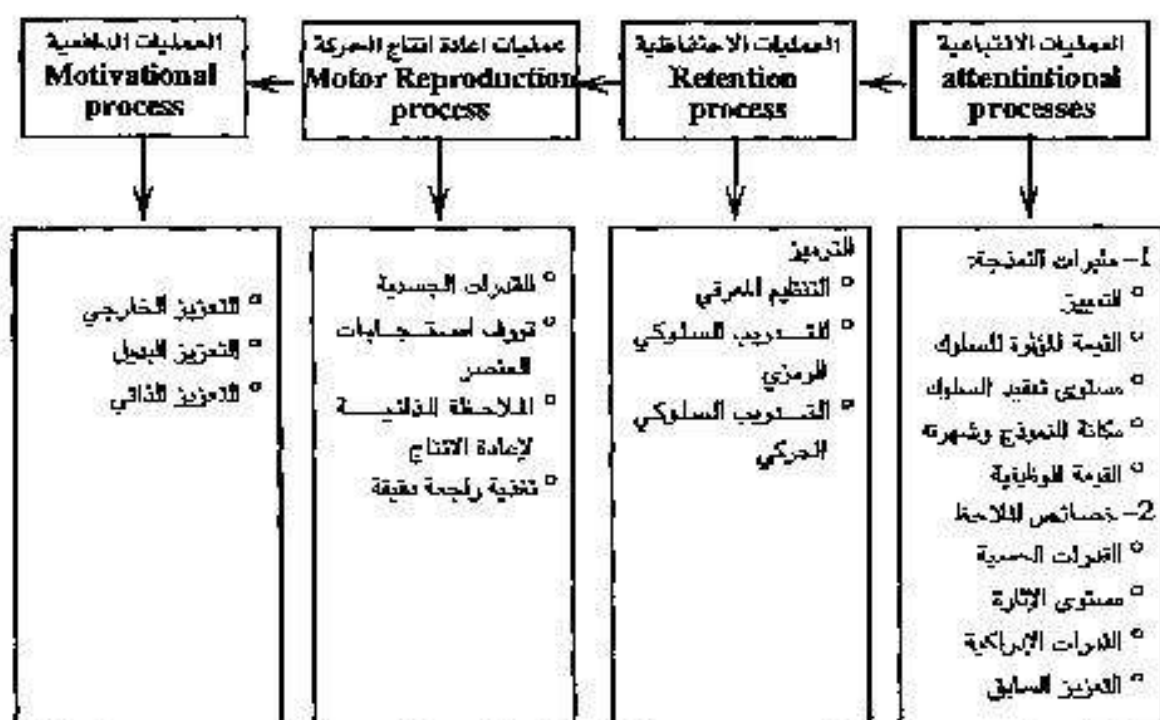 العمليات الانتباهية
attentintional
processes
العمليات الاحتفاظية
Retention
process
عمليات اعادة انتاج الحركة
Motor Reproduction
process
العمليات الدافعية
Motivational
process
1– مثيرات النمذجة:
° التمييز
° القيمة المؤثرة للسلوك
° مستوى تعقيد السلوك
° مكانة النموذج وشهرته
° القيمة الوظيفية
2– خصائص الملاحظ
° القدرات الحسية
° مستوى الإثارة
° القدرات الإدراكية
° التعزيز السابق
الترميز
° التنظيم المعرفي
° التدريب السلوكي
الرمزي
° التدريب السلوكي
الحركي
° القدرات الجسدية
° توفر استجابات
العنصر
° الملاحظة الذاتية
لإعادة الانتاج
° تغذية راجعة دقيقة
° التعزيز الخارجي
° التعزيز البديل
° التعزيز الذاتي